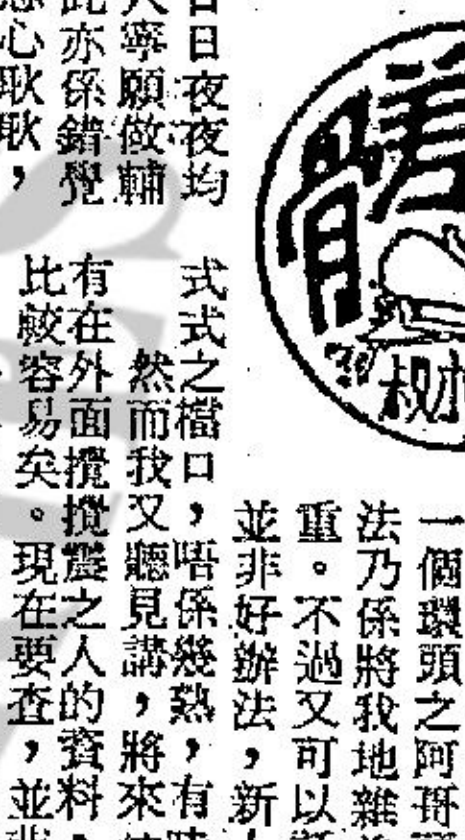 叔
一個環頭之阿哥
法乃係將我地雜
重。不過又可以
並非好辦法,新
日夜夜均
寧願做輔
此亦係錯覺
心耿耿,
式式之檔口,唔係幾熟,有
然而我又聽見講,將來
有在外面攪攪震之人的資料
比較容易矣。現在要查,並